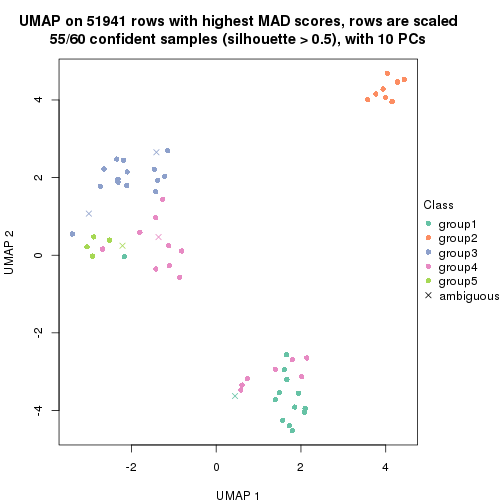 UMAP on 51941 rows with highest MAD scores, rows are scaled
55/60 confident samples (silhouette > 0.5), with 10 PCs
4
2
0
-2
-4
UMAP 2
-2
0
2
4
UMAP 1
Class
group1
group2
group3
group4
group5
ambiguous